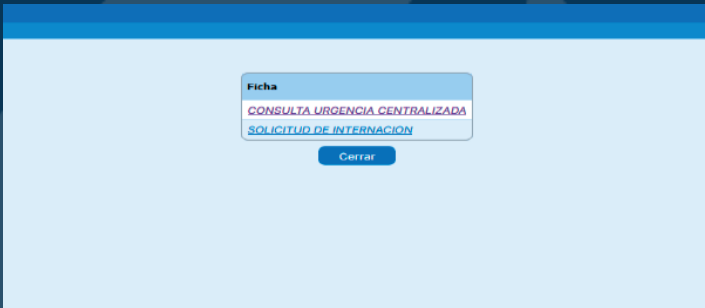 Ficha
CONSULTA URGENCIA CENTRALIZADA
SOLICITUD DE INTERNACION
Cerrar